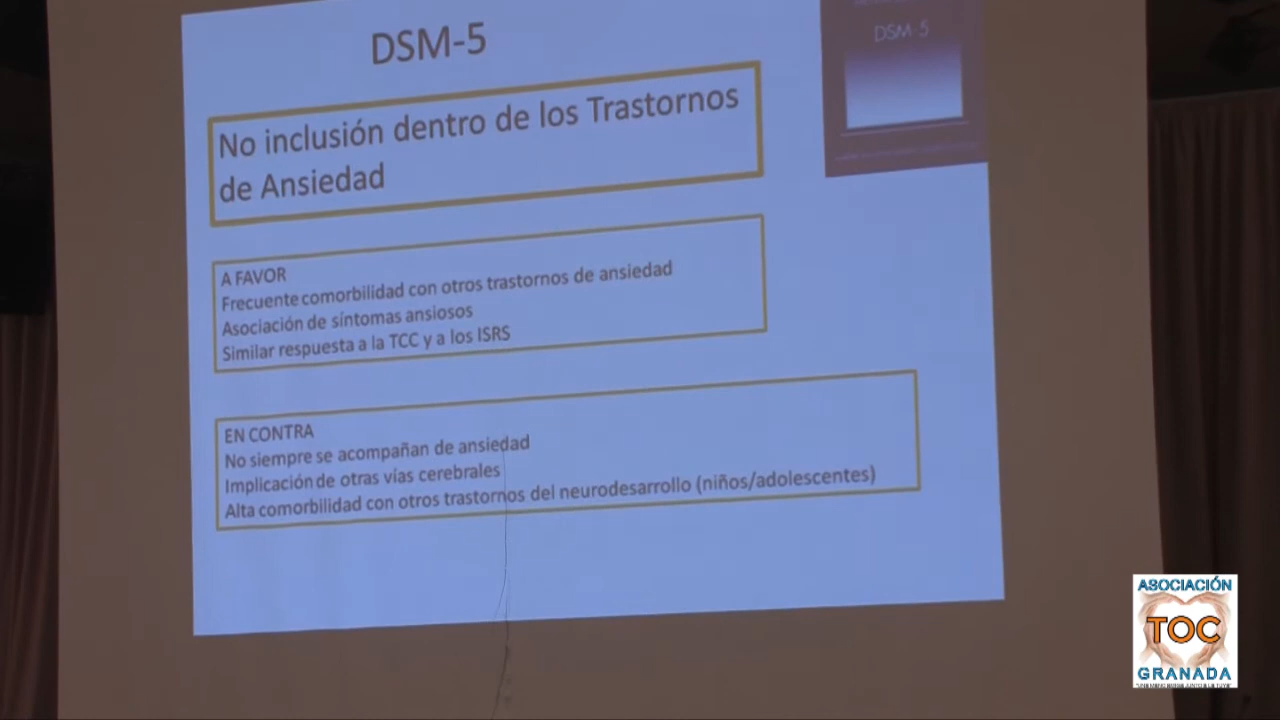 DSM-5
DSM-5
No inclusión dentro de los Trastornos
de Ansiedad
A FAVOR
Frecuente comorbilidad con otros trastornos de ansiedad
Asociación de síntomas ansiosos
Similar respuesta a la TCC y a los ISRS
EN CONTRA
No siempre se acompañan de ansiedad
Implicación de otras vías cerebrales
Alta comorbilidad con otros trastornos del neurodesarrollo (niños/adolescentes)
ASOCIACIÓN
TOC
GRANADA